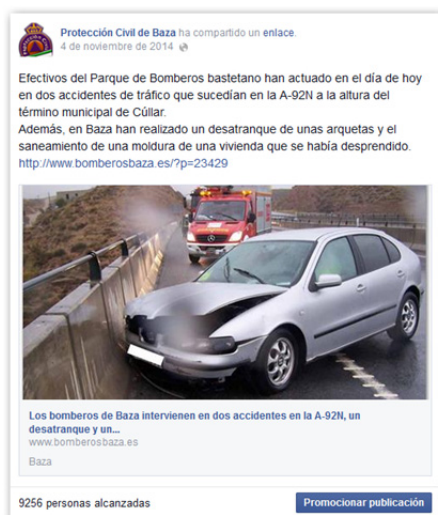 Protección Civil de Baza ha compartido un enlace.
4 de noviembre de 2014
Efectivos del Parque de Bomberos bastetano han actuado en el día de hoy
en dos accidentes de tráfico que sucedían en la A-92N a la altura del
término municipal de Cúllar.
Además, en Baza han realizado un desatranque de unas arquetas y el
saneamiento de una moldura de una vivienda que se había desprendido.
http://www.bomberosbaza.es/?p=23429
Los bomberos de Baza intervienen en dos accidentes en la A-92N, un
desatranque y un...
www.bomberosbaza.es
Baza
9256 personas alcanzadas
Promocionar publicación